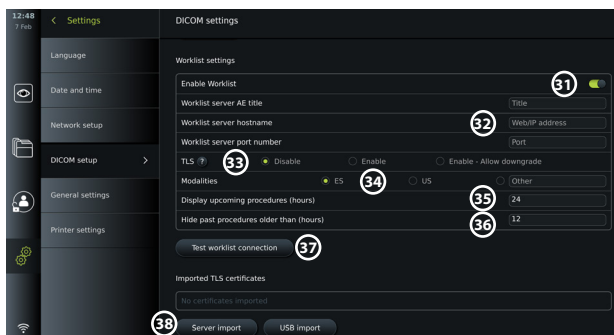 12:48
7 Feb
Settings
DICOM settings
Language
Date and time
Network setup
DICOM setup
General settings
Printer settings
Worklist settings
Enable Worklist 31
Worklist server AE title Title
Worklist server hostname 32 Web/IP address
Worklist server port number Port
TLS ? 33 Disable Enable Enable - Allow downgrade
Modalities ES 34 US Other
Display upcoming procedures (hours) 35 24
Hide past procedures older than (hours) 36 12
Test worklist connection 37
Imported TLS certificates
No certificates imported
38 Server import USB import